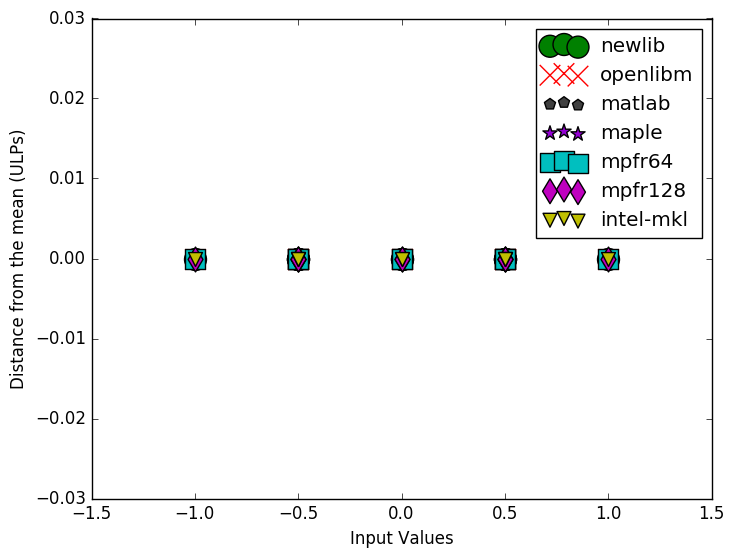 0.03
0.02
0.01
0.00
−0.01
−0.02
−0.03
Distance from the mean (ULPs)
newlib
openlibm
matlab
maple
mpfr64
mpfr128
intel-mkl
−1.5 −1.0 −0.5 0.0 0.5 1.0 1.5
Input Values